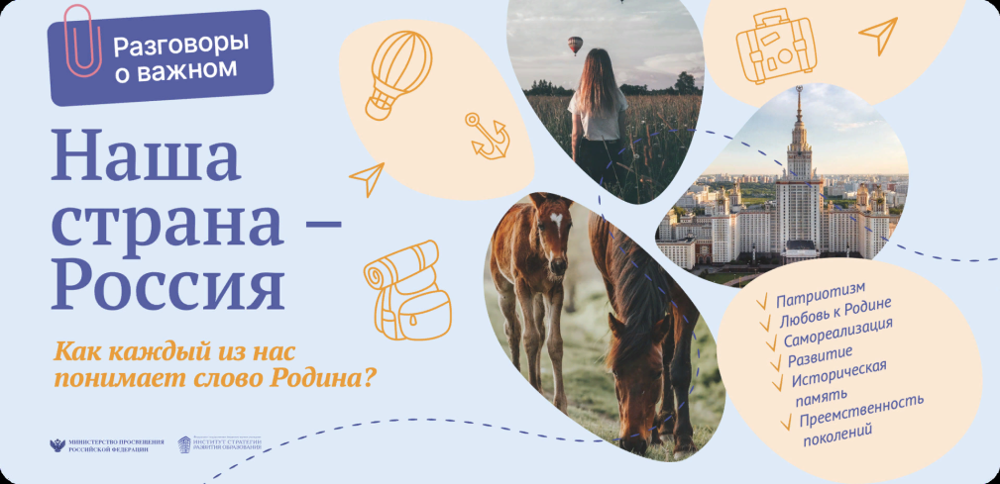 Разговоры
о важном
Наша
страна –
Россия
Как каждый из нас
понимает слово Родина?
Патриотизм
Любовь к Родине
Самореализация
Развитие
Историческая
память
Преемственность
поколений
МИНИСТЕРСТВО ПРОСВЕЩЕНИЯ
РОССИЙСКОЙ ФЕДЕРАЦИИ
ИНСТИТУТ СТРАТЕГИИ
РАЗВИТИЯ ОБРАЗОВАНИЯ